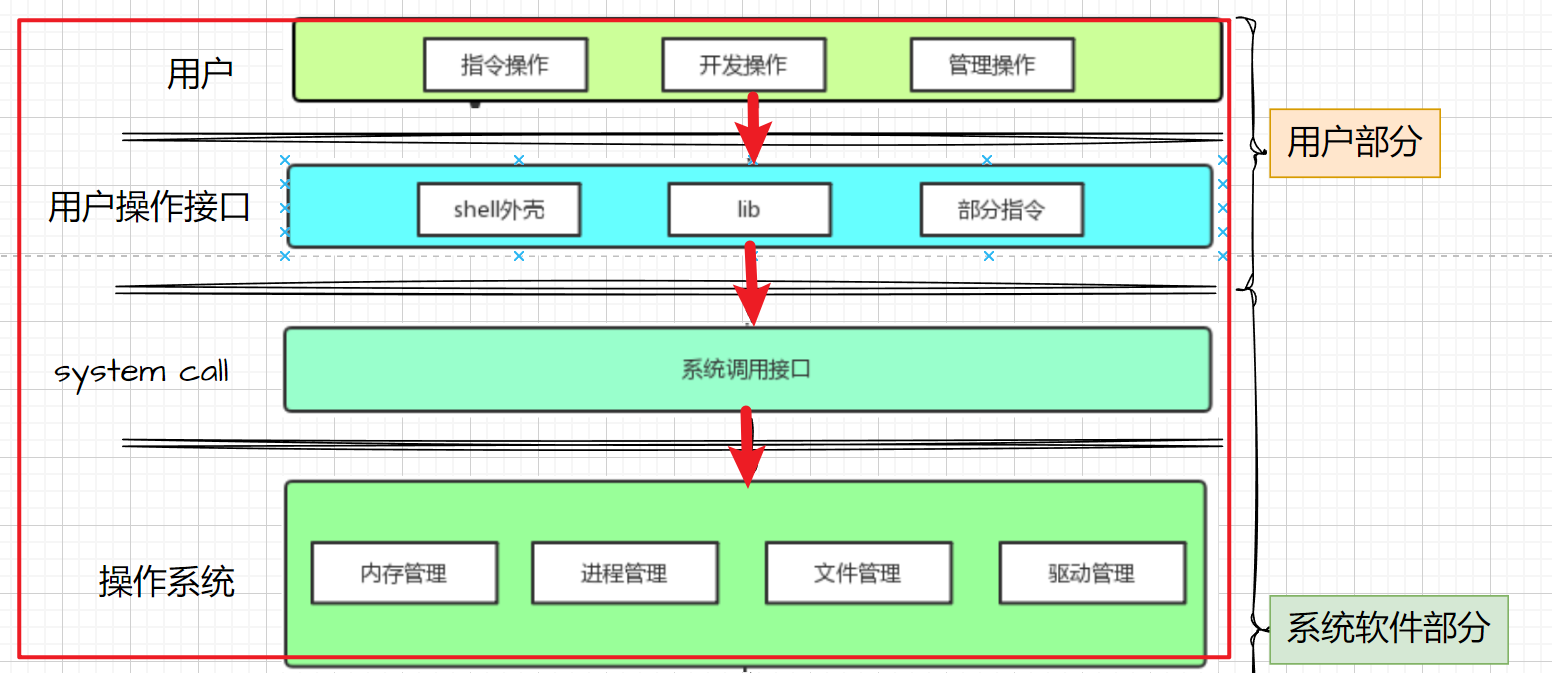 用户
指令操作
开发操作
管理操作
用户部分
用户操作接口
shell外壳
lib
部分指令
system call
系统调用接口
操作系统
内存管理
进程管理
文件管理
驱动管理
系统软件部分